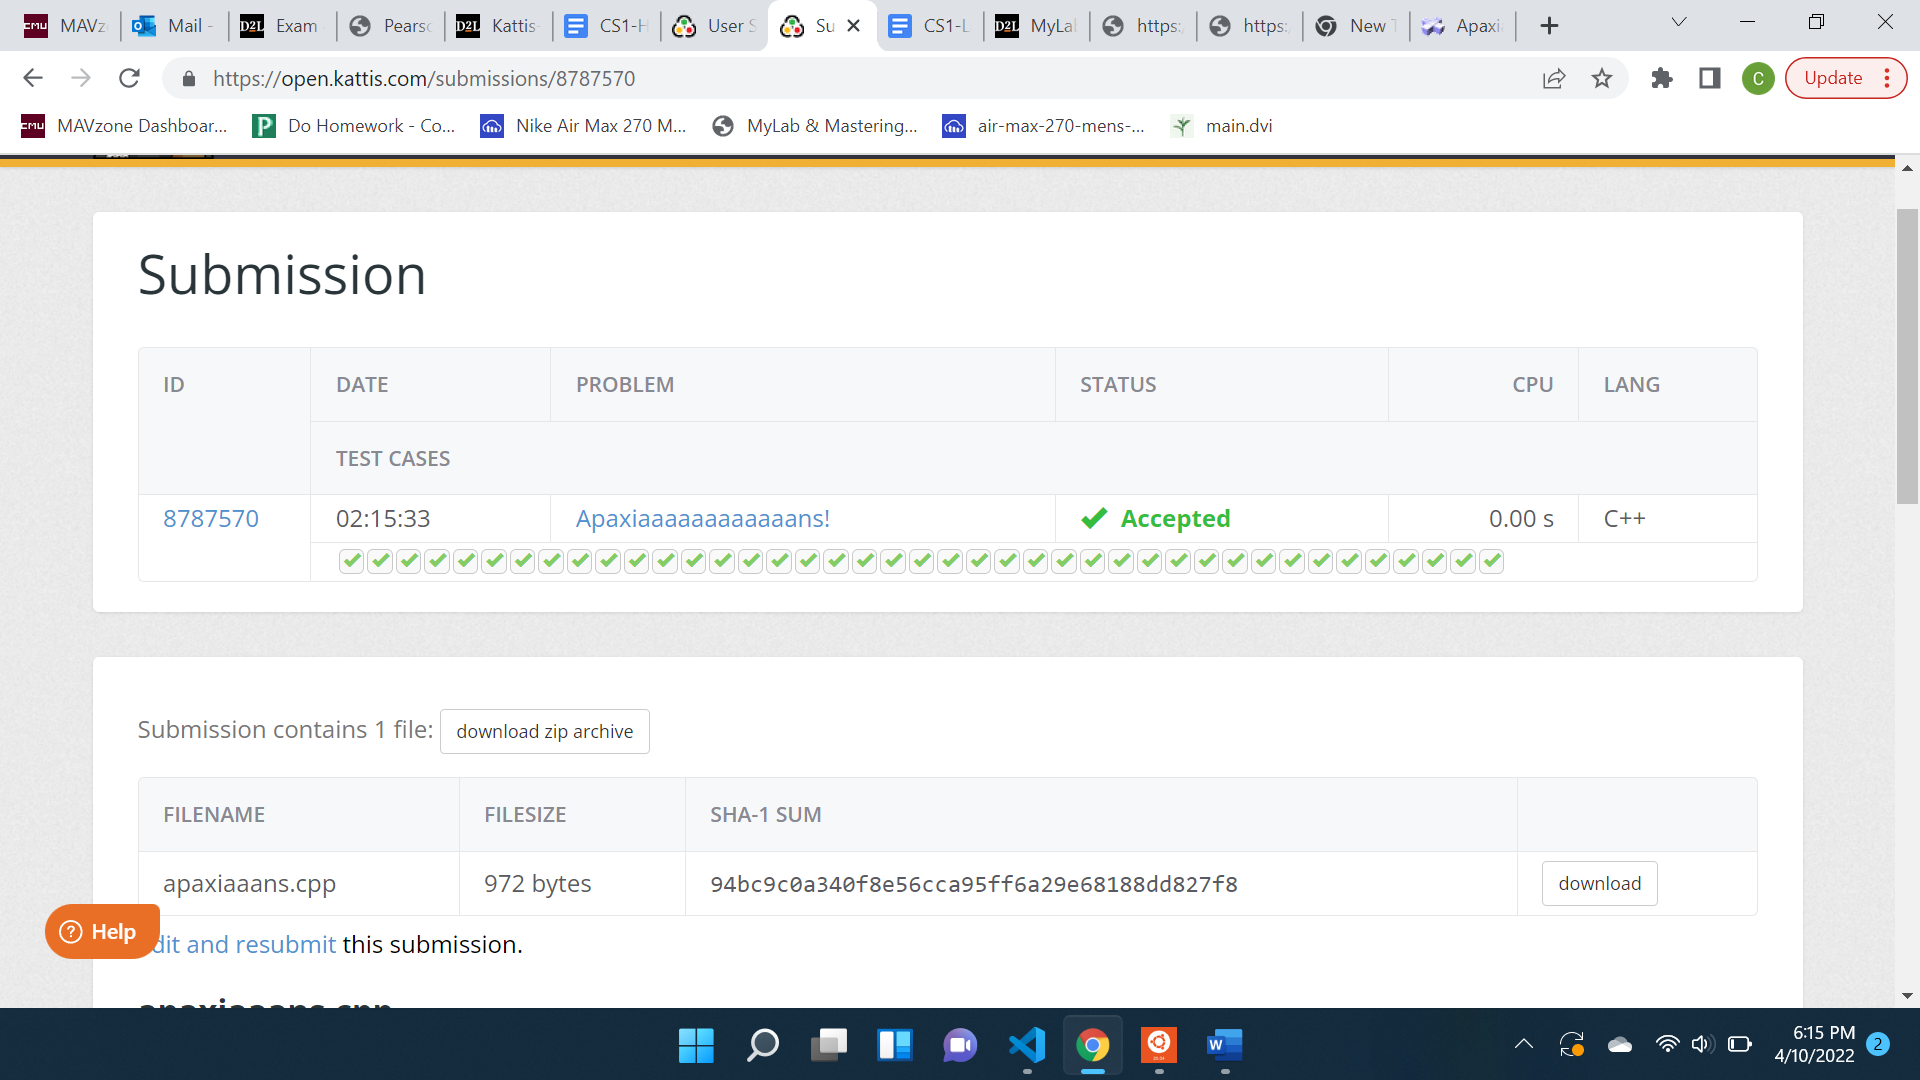 MAVz Mail - Exam Pears Kattis- CS1-H User S Su CS1-L MyLa https: https: New T Apaxi
https://open.kattis.com/submissions/8787570 C Update
CMU MAVzone Dashboar... Do Homework - Co... Nike Air Max 270 M... MyLab & Mastering... air-max-270-mens-... main.dvi
Submission
ID DATE PROBLEM STATUS CPU LANG
TEST CASES
8787570 02:15:33 Apaxiaaaaaaaaaaaans! Accepted 0.00 s C++
Submission contains 1 file: download zip archive
FILENAME FILESIZE SHA-1 SUM
apaxiaaans.cpp 972 bytes 94bc9c0a340f8e56cca95ff6a29e68188dd827f8 download
Help
dit and resubmit this submission.
apaxiaaans.cpp
6:15 PM
4/10/2022 2